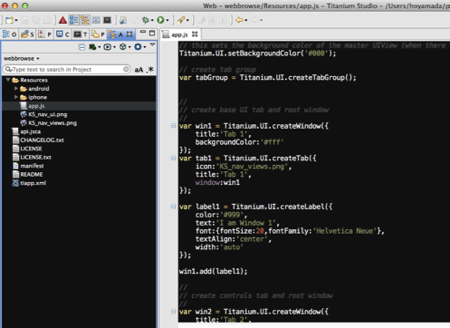 Web – webbrowse/Resources/app.js – Titanium Studio – /Users/hoyamada/p
app.js
webbrowse
Type text to Search in Project
Resources
android
iphone
app.js
KS_nav_ui.png
KS_nav_views.png
api.jsca
CHANGELOG.txt
LICENSE
LICENSE.txt
manifest
README
tiapp.xml
// this sets the background color of the master UIView (when there
Titanium.UI.setBackgroundColor('#000');
// create tab group
var tabGroup = Titanium.UI.createTabGroup();
//
// create base UI tab and root window
//
var win1 = Titanium.UI.createWindow({
title:'Tab 1',
backgroundColor:'#fff'
});
var tab1 = Titanium.UI.createTab({
icon:'KS_nav_views.png',
title:'Tab 1',
window:win1
});
var label1 = Titanium.UI.createLabel({
color:'#999',
text:'I am Window 1',
font:{fontSize:20,fontFamily:'Helvetica Neue'},
textAlign:'center',
width:'auto'
});
win1.add(label1);
//
// create controls tab and root window
//
var win2 = Titanium.UI.createWindow({
title:'Tab 2',